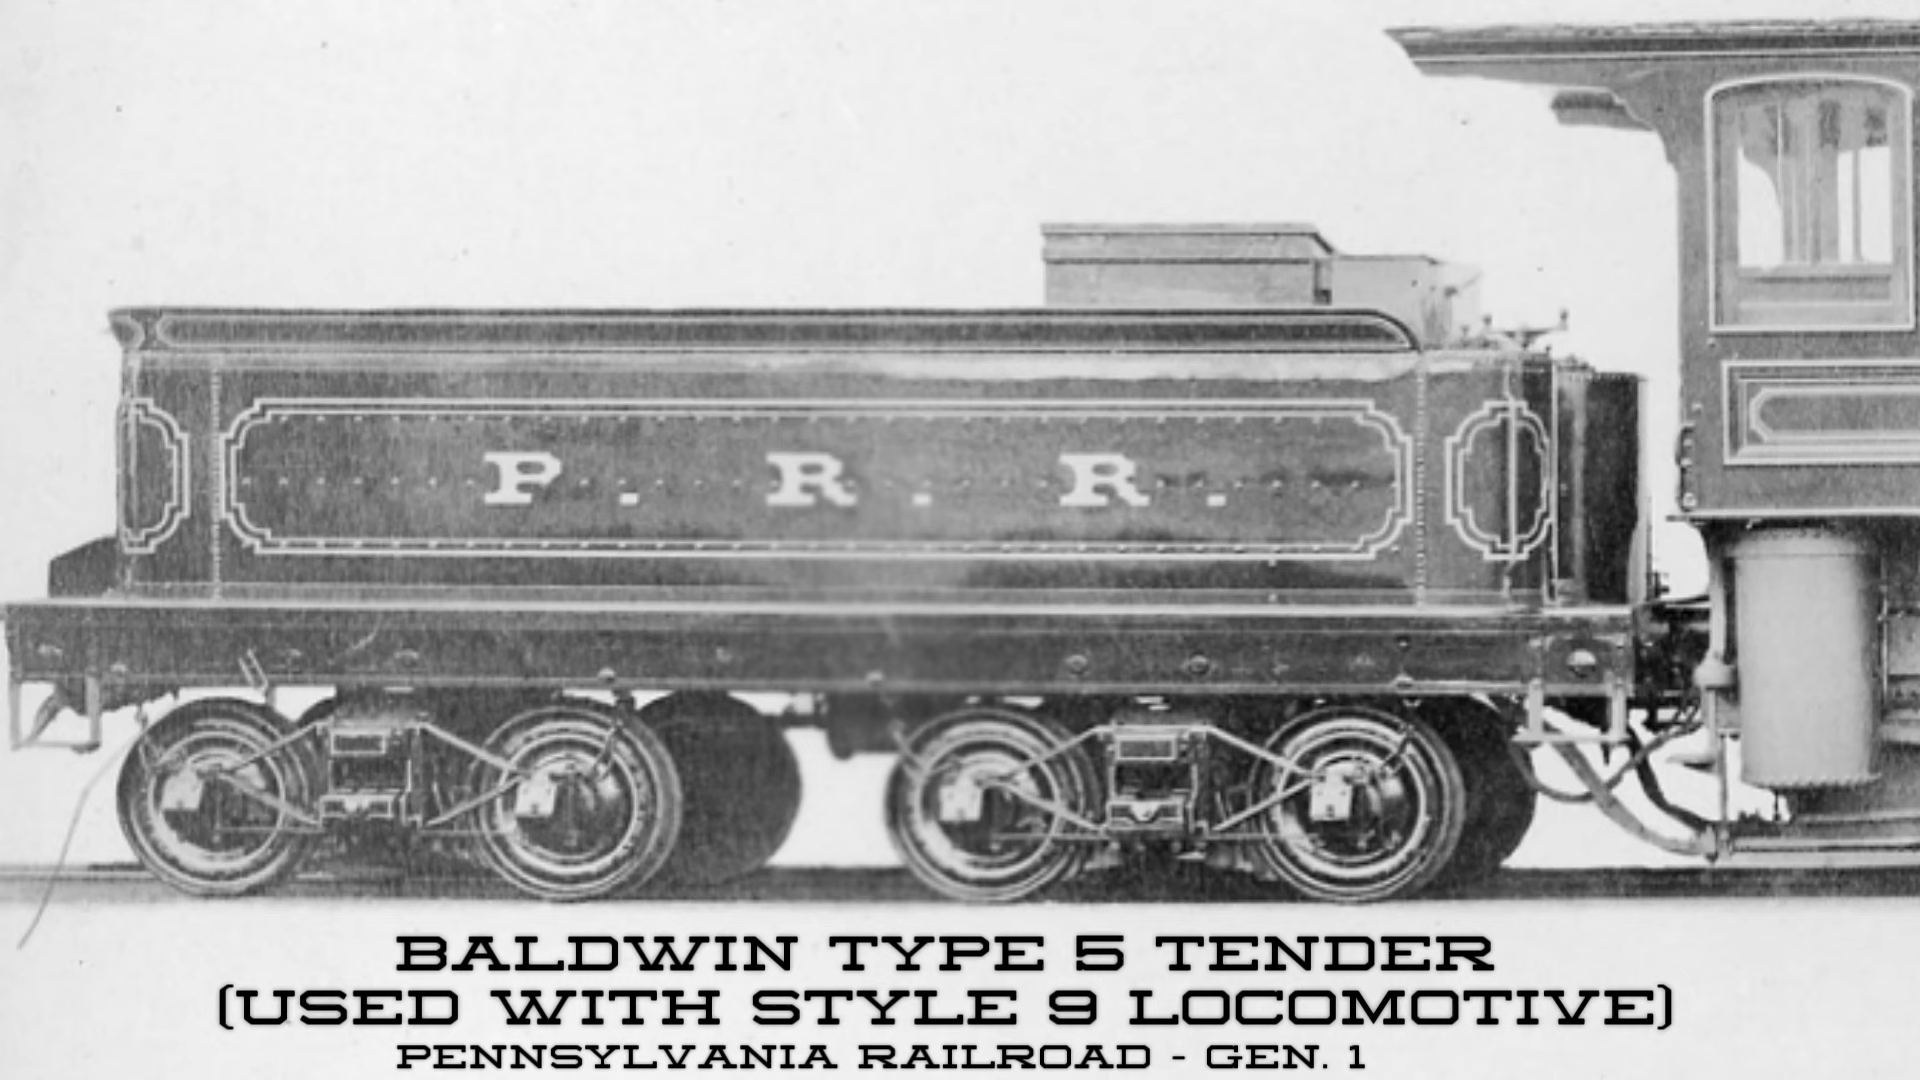 P. R. R.
BALDWIN TYPE 5 TENDER
(USED WITH STYLE 9 LOCOMOTIVE)
PENNSYLVANIA RAILROAD - GEN. 1